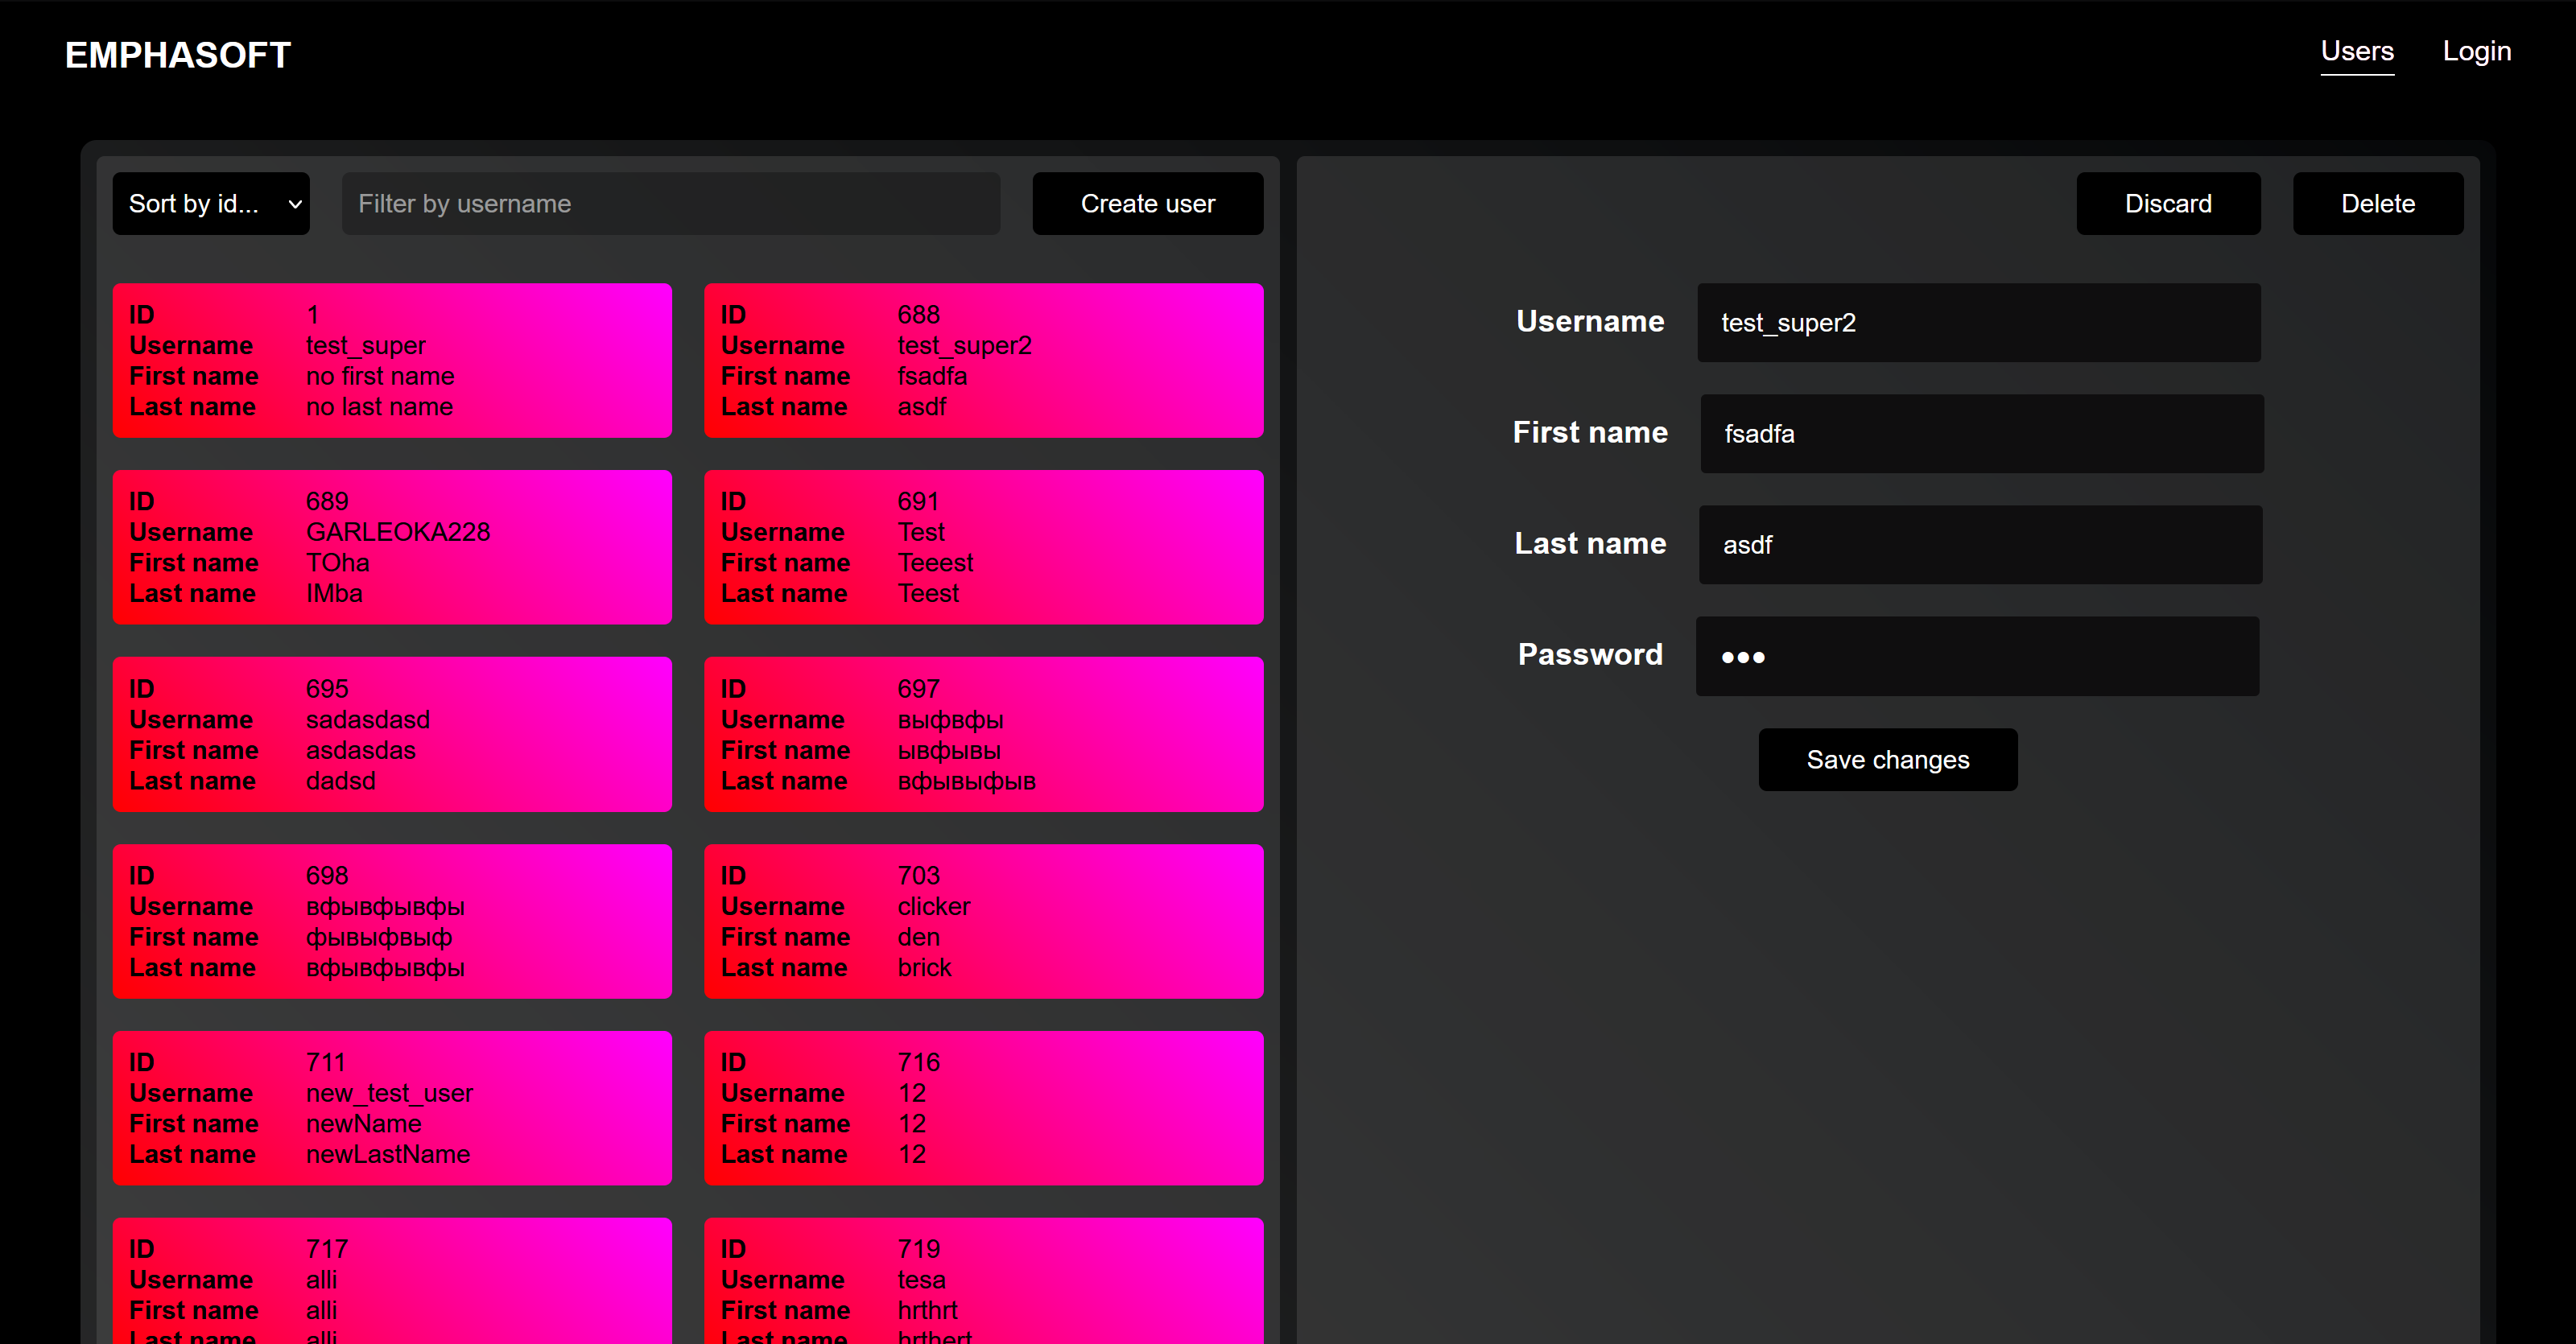 EMPHASOFT
Users
Login
Sort by id...
Filter by username
Create user
Discard
Delete
ID 1
Username test_super
First name no first name
Last name no last name
ID 688
Username test_super2
First name fsadfa
Last name asdf
ID 689
Username GARLEOKA228
First name TOha
Last name IMba
ID 691
Username Test
First name Teeest
Last name Teest
ID 695
Username sadasdasd
First name asdasdas
Last name dadsd
ID 697
Username выфвфы
First name ывфывы
Last name вфывыфыв
ID 698
Username вфывфывфы
First name фывыфвыф
Last name вфывфывфы
ID 703
Username clicker
First name den
Last name brick
ID 711
Username new_test_user
First name newName
Last name newLastName
ID 716
Username 12
First name 12
Last name 12
ID 717
Username alli
First name alli
Last name alli
ID 719
Username tesa
First name hrthrt
Last name hrthert
Username test_super2
First name fsadfa
Last name asdf
Password •••
Save changes